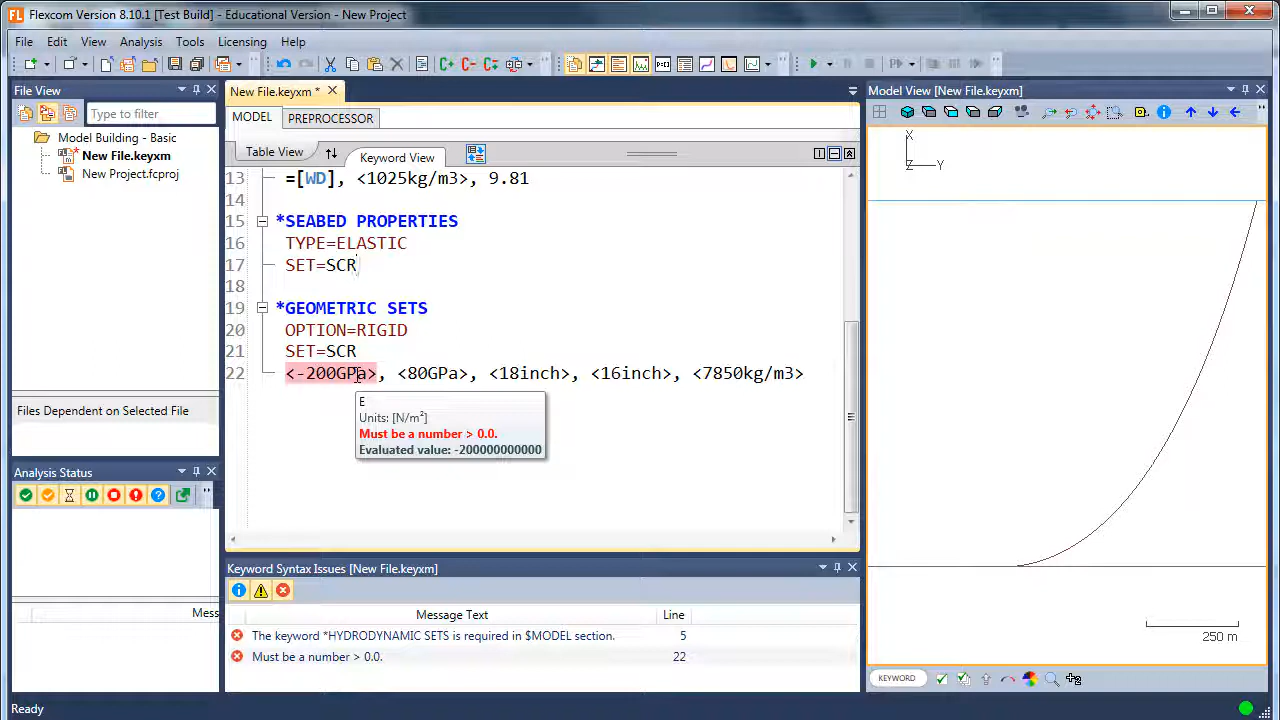 Flexcom Version 8.10.1 [Test Build] - Educational Version - New Project
File Edit View Analysis Tools Licensing Help
File View
Type to filter
Model Building - Basic
New File.keyxm
New Project.fcproj
Files Dependent on Selected File
Analysis Status
Mess
New File.keyxm *
MODEL PREPROCESSOR
Table View Keyword View
13 =[WD], <1025kg/m3>, 9.81
14
15 *SEABED PROPERTIES
16 TYPE=ELASTIC
17 SET=SCR
18
19 *GEOMETRIC SETS
20 OPTION=RIGID
21 SET=SCR
22 <-200GPa>, <80GPa>, <18inch>, <16inch>, <7850kg/m3>
E
Units: [N/m²]
Must be a number > 0.0.
Evaluated value: -200000000000
Keyword Syntax Issues [New File.keyxm]
Message Text Line
The keyword *HYDRODYNAMIC SETS is required in $MODEL section. 5
Must be a number > 0.0. 22
Model View [New File.keyxm]
X
Z Y
250 m
KEYWORD
Ready